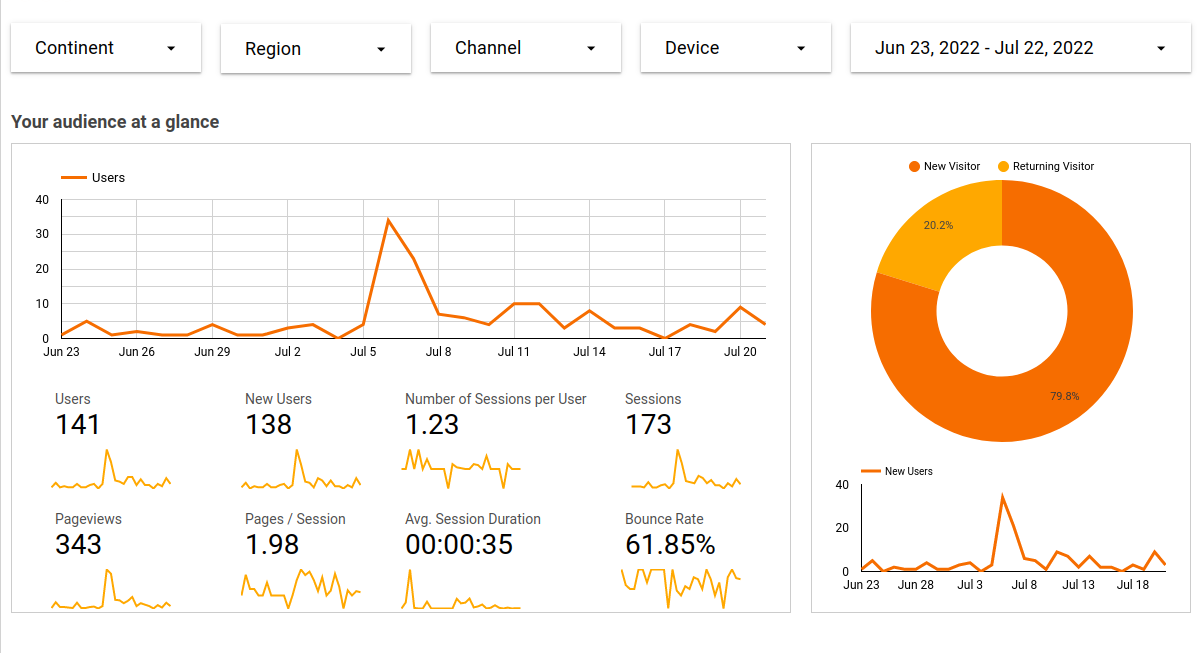 Continent
Region
Channel
Device
Jun 23, 2022 - Jul 22, 2022
Your audience at a glance
Users
40
30
20
10
0
Jun 23 Jun 26 Jun 29 Jul 2 Jul 5 Jul 8 Jul 11 Jul 14 Jul 17 Jul 20
Users
141
New Users
138
Number of Sessions per User
1.23
Sessions
173
Pageviews
343
Pages / Session
1.98
Avg. Session Duration
00:00:35
Bounce Rate
61.85%
New Visitor
Returning Visitor
20.2%
79.8%
New Users
40
20
0
Jun 23 Jun 28 Jul 3 Jul 8 Jul 13 Jul 18